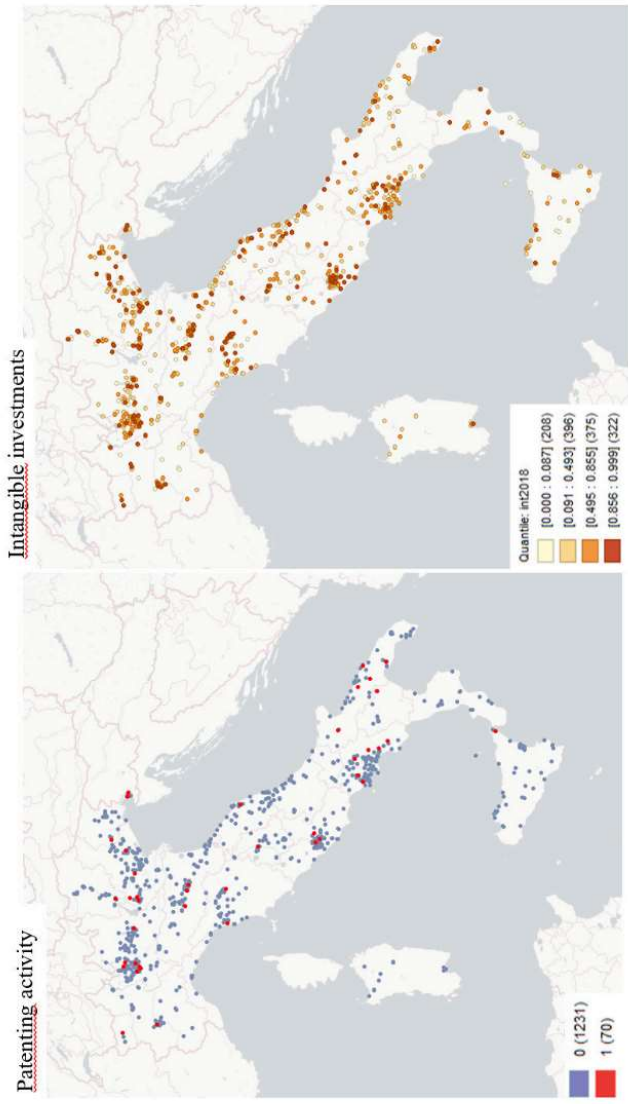 Patenting activity
0 (1231)
1 (70)
Intangible investments
Quantile: int2018
[0.000 : 0.087] (208)
[0.091 : 0.493] (396)
[0.495 : 0.855] (375)
[0.856 : 0.999] (322)